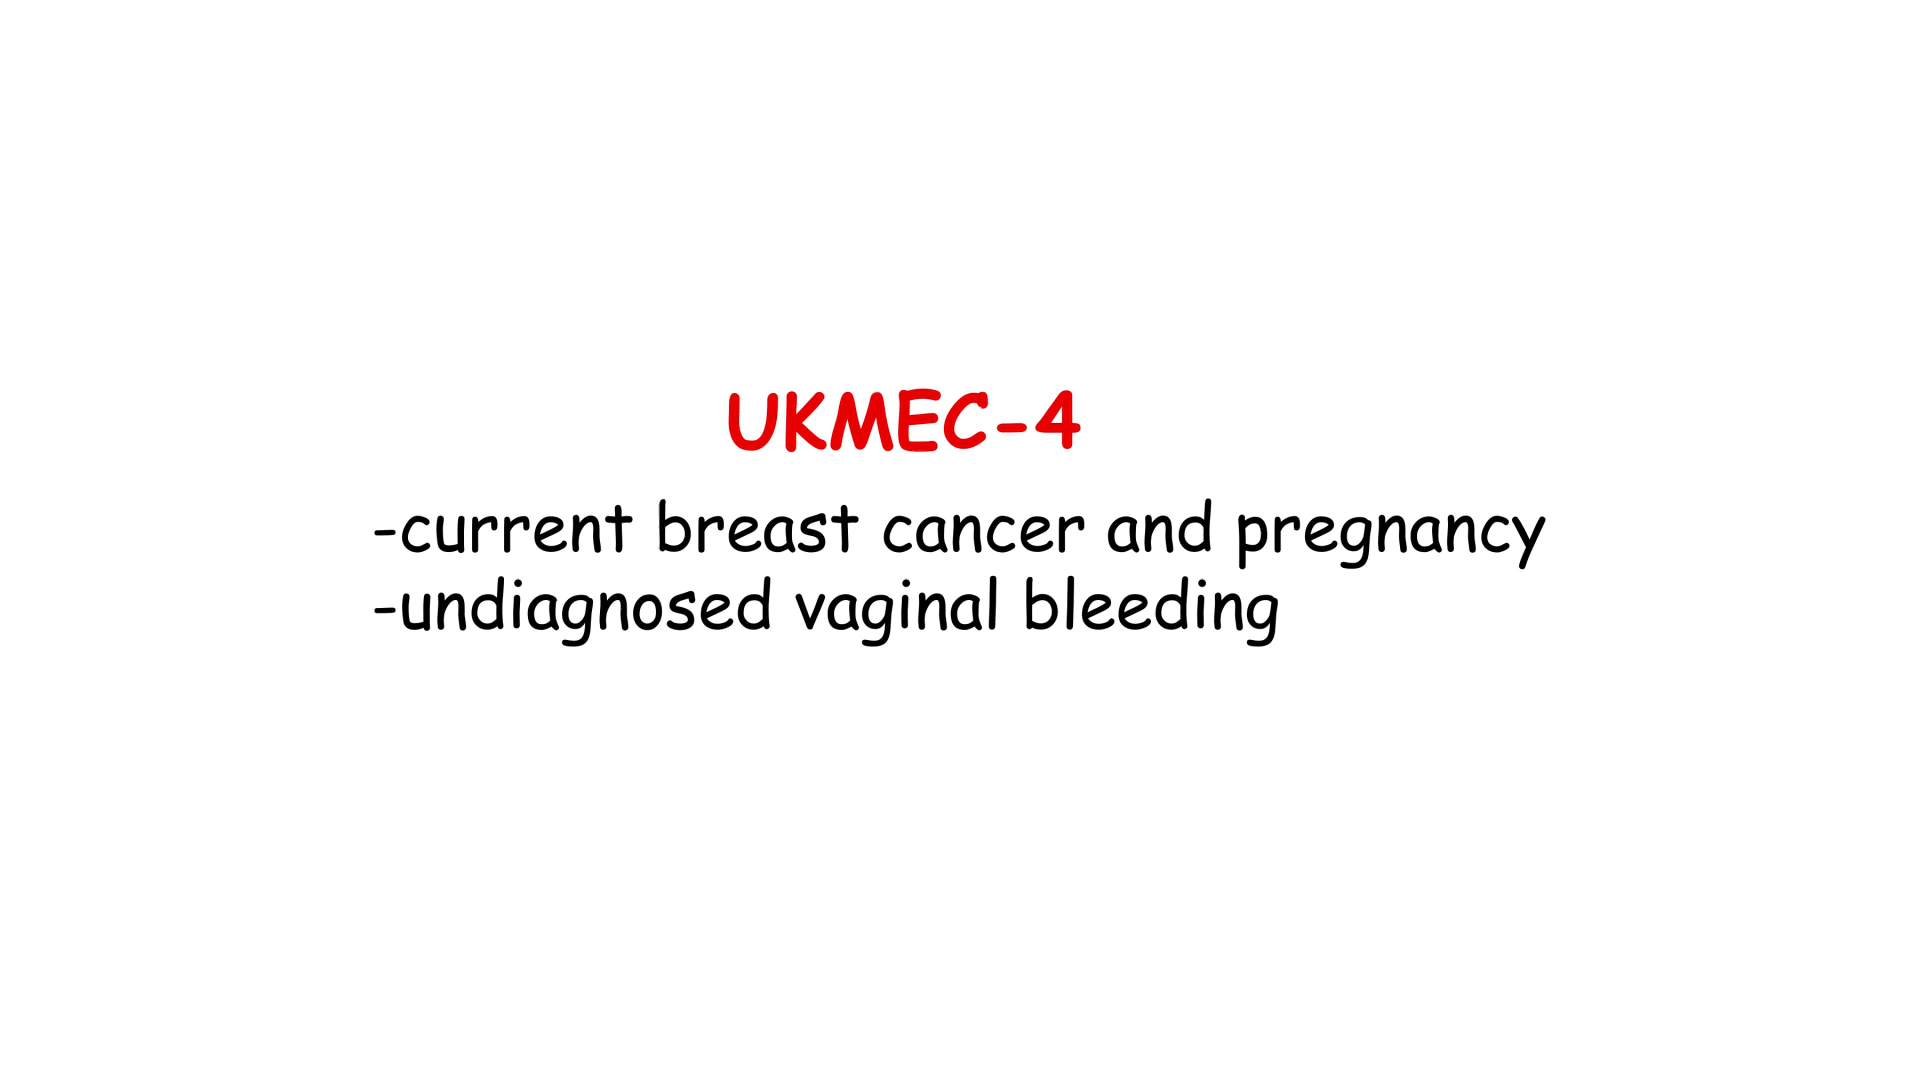 UKMEC-4
-current breast cancer and pregnancy
-undiagnosed vaginal bleeding